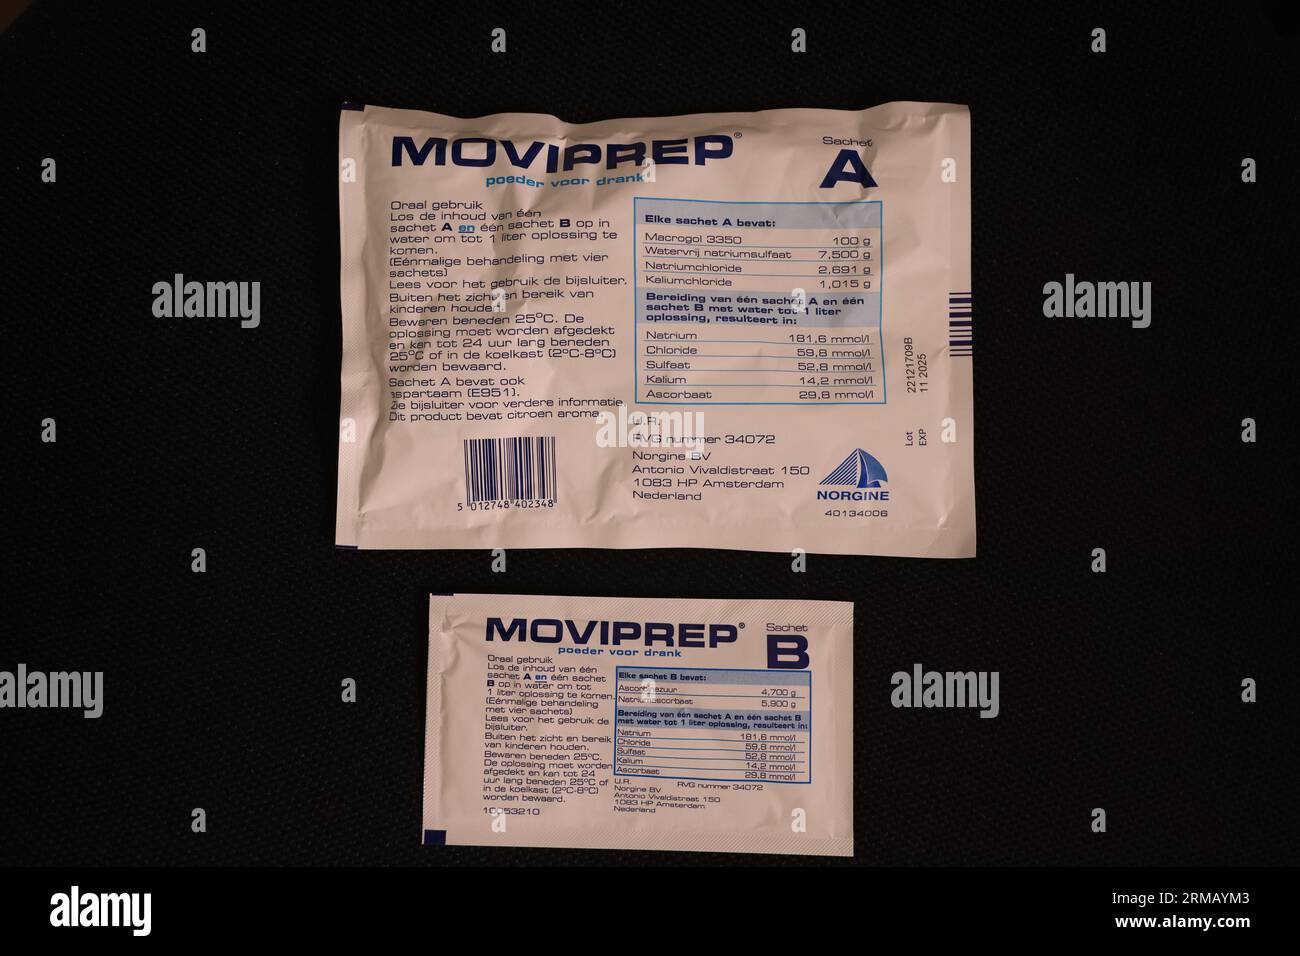 MOVIPREP®
poeder voor drank
Sachet
A
Oraal gebruik
Los de inhoud van één
sachet A en één sachet B op in
water om tot 1 liter oplossing te
komen.
(Eénmalige behandeling met vier
sachets)
Lees voor het gebruik de bijsluiter.
Buiten het zicht en bereik van
kinderen houden.
Bewaren beneden 25°C. De
oplossing moet worden afgedekt
en kan tot 24 uur lang beneden
25°C of in de koelkast (2°C-8°C)
worden bewaard.
Sachet A bevat ook
aspartaam (E951).
Zie bijsluiter voor verdere informatie.
Dit product bevat citroen aroma.
5 012748 402348
Elke sachet A bevat:
Macrogol 3350 100 g
Watervrij natriumsulfaat 7,500 g
Natriumchloride 2,691 g
Kaliumchloride 1,015 g
Bereiding van één sachet A en één
sachet B met water tot 1 liter
oplossing, resulteert in:
Natrium 181,6 mmol/l
Chloride 59,8 mmol/l
Sulfaat 52,8 mmol/l
Kalium 14,2 mmol/l
Ascorbaat 29,8 mmol/l
U.R.
RVG nummer 34072
Norgine BV
Antonio Vivaldistraat 150
1083 HP Amsterdam
Nederland
NORGINE
40134006
Lot 22121709B
EXP 11 2025
MOVIPREP®
poeder voor drank
Sachet
B
Oraal gebruik
Los de inhoud van één
sachet A en één sachet
B op in water om tot
1 liter oplossing te komen.
(Eénmalige behandeling
met vier sachets)
Lees voor het gebruik de
bijsluiter.
Buiten het zicht en bereik
van kinderen houden.
Bewaren beneden 25°C.
De oplossing moet worden
afgedekt en kan tot 24
uur lang beneden 25°C of
in de koelkast (2°C-8°C)
worden bewaard.
10053210
Elke sachet B bevat:
Ascorbinezuur 4,700 g
Natriumascorbaat 5,900 g
Bereiding van één sachet A en één sachet B
met water tot 1 liter oplossing, resulteert in:
Natrium 181,6 mmol/l
Chloride 59,8 mmol/l
Sulfaat 52,8 mmol/l
Kalium 14,2 mmol/l
Ascorbaat 29,8 mmol/l
U.R. RVG nummer 34072
Norgine BV
Antonio Vivaldistraat 150
1083 HP Amsterdam
Nederland
a alamy
alamy
alamy
alamy
alamy
alamy
Image ID: 2RMAYM3
www.alamy.com